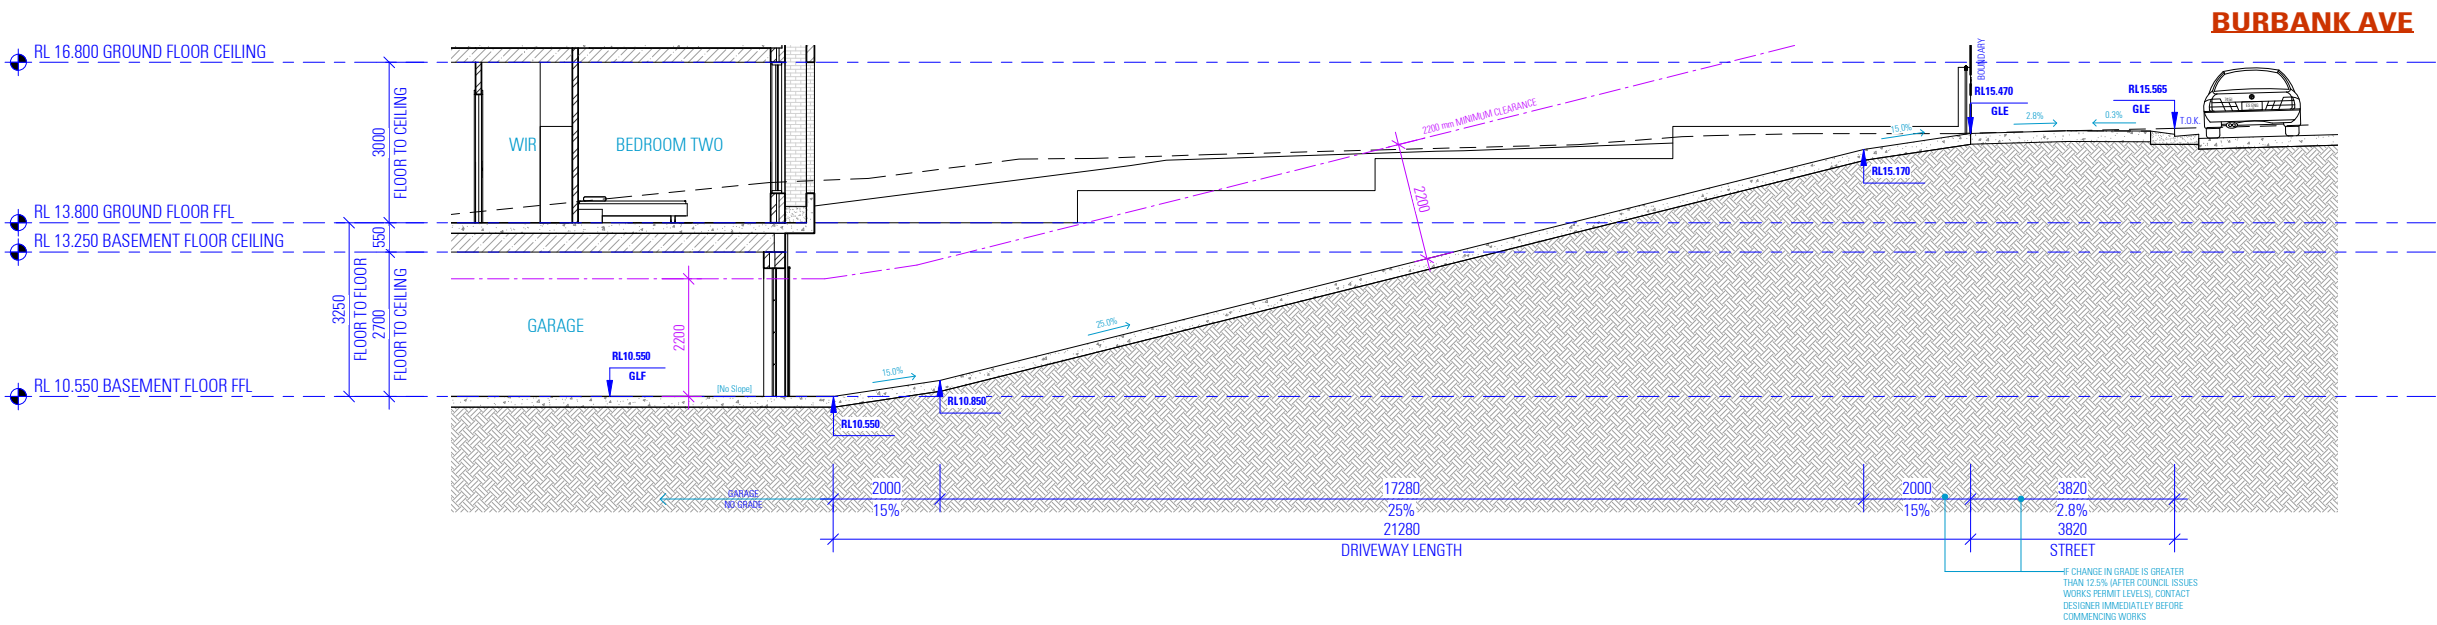 BURBANK AVE
RL 16.800 GROUND FLOOR CEILING
BOUNDARY
RL15.470
GLE
RL15.565
GLE
T.O.K.
2.8%
0.3%
15.0%
2200 mm MINIMUM CLEARANCE
3000
FLOOR TO CEILING
WIR
BEDROOM TWO
RL15.170
2200
RL 13.800 GROUND FLOOR FFL
550
RL 13.250 BASEMENT FLOOR CEILING
3250
FLOOR TO FLOOR
2700
FLOOR TO CEILING
GARAGE
2200
25.0%
RL10.550
GLF
[No Slope]
15.0%
RL 10.550 BASEMENT FLOOR FFL
RL10.850
RL10.550
GARAGE
NO GRADE
2000
15%
17280
25%
2000
15%
3820
2.8%
21280
DRIVEWAY LENGTH
3820
STREET
IF CHANGE IN GRADE IS GREATER
THAN 12.5% (AFTER COUNCIL ISSUES
WORKS PERMIT LEVELS), CONTACT
DESIGNER IMMEDIATLEY BEFORE
COMMENCING WORKS